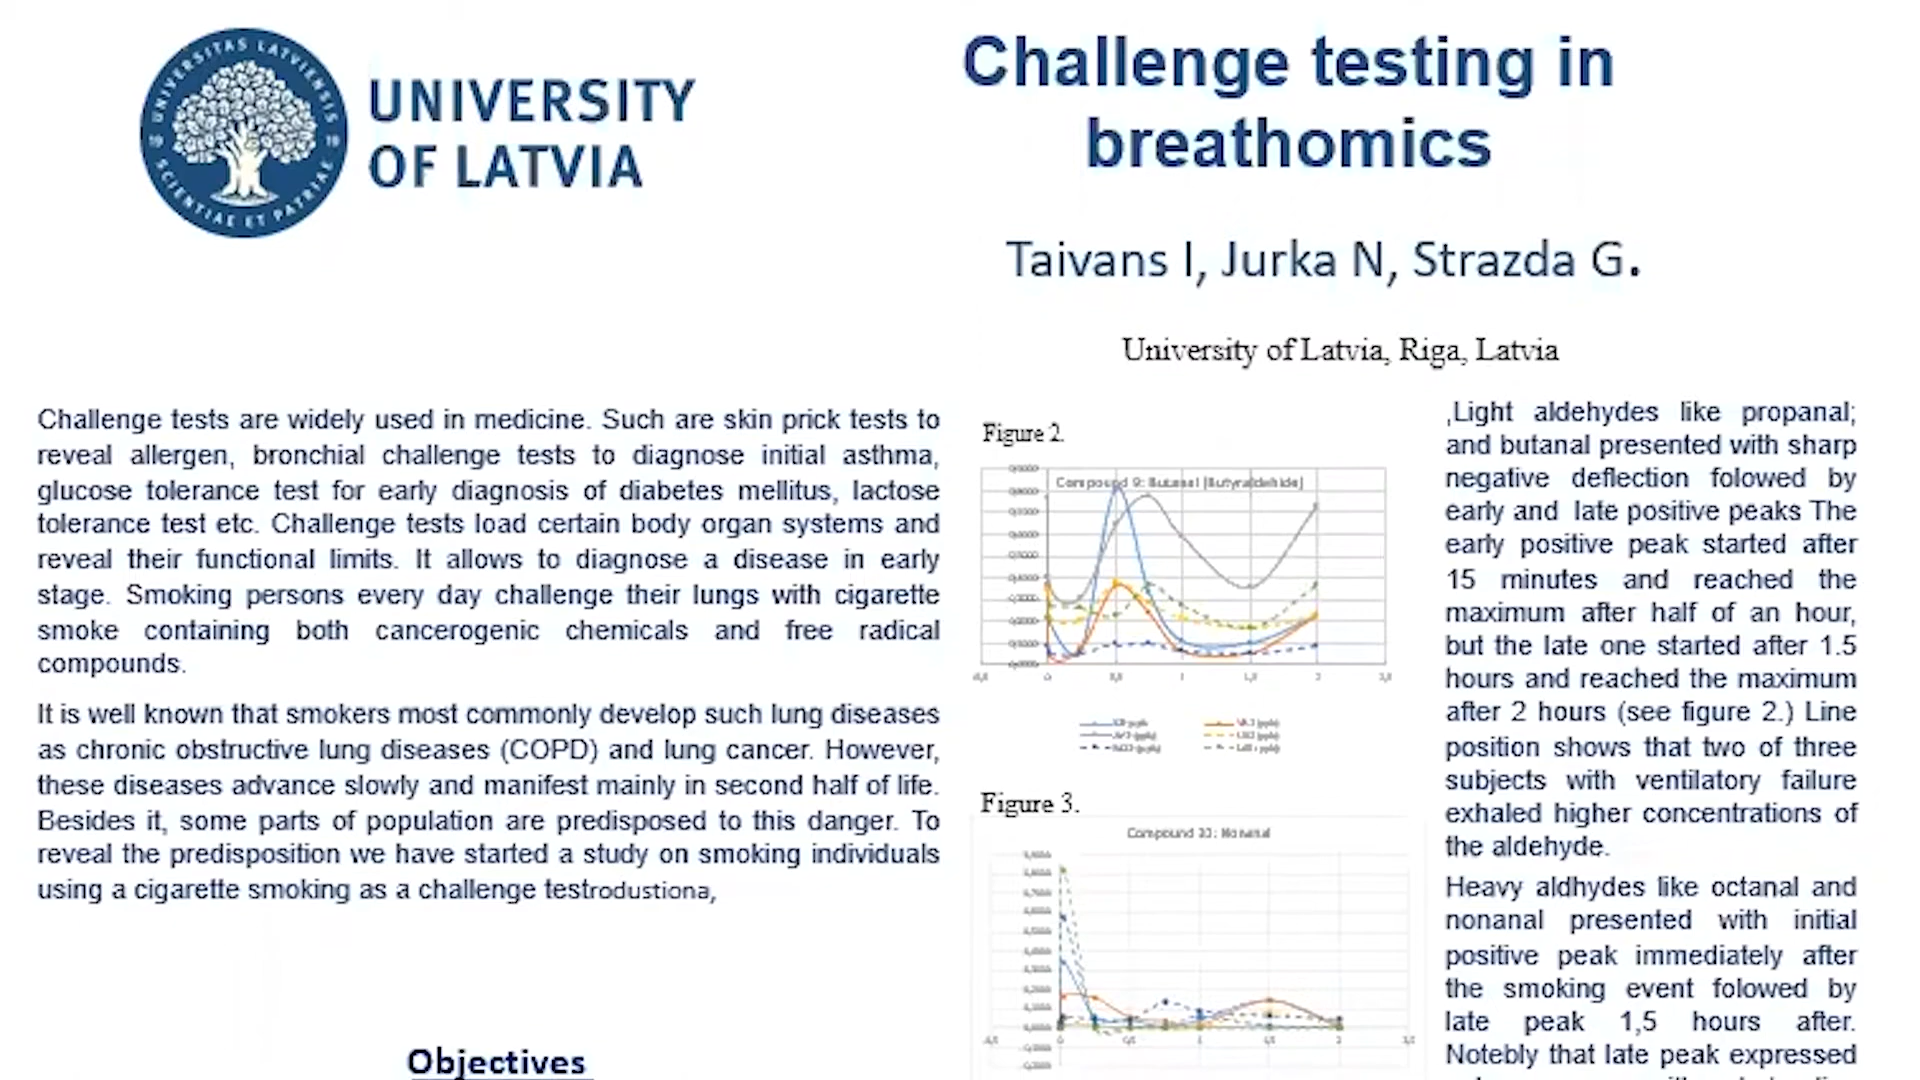 UNIVERSITAS LATVIENSIS
19 19
SCIENTIAE ET PATRIAE
UNIVERSITY
OF LATVIA
Challenge testing in
breathomics
Taivans I, Jurka N, Strazda G.
University of Latvia, Riga, Latvia
Challenge tests are widely used in medicine. Such are skin prick tests to
reveal allergen, bronchial challenge tests to diagnose initial asthma,
glucose tolerance test for early diagnosis of diabetes mellitus, lactose
tolerance test etc. Challenge tests load certain body organ systems and
reveal their functional limits. It allows to diagnose a disease in early
stage. Smoking persons every day challenge their lungs with cigarette
smoke containing both cancerogenic chemicals and free radical
compounds.
It is well known that smokers most commonly develop such lung diseases
as chronic obstructive lung diseases (COPD) and lung cancer. However,
these diseases advance slowly and manifest mainly in second half of life.
Besides it, some parts of population are predisposed to this danger. To
reveal the predisposition we have started a study on smoking individuals
using a cigarette smoking as a challenge testrodustiona,
Objectives
Figure 2.
Compound 9: Butanal (Butyraldehide)
Figure 3.
Nonanal
,Light aldehydes like propanal;
and butanal presented with sharp
negative deflection folowed by
early and late positive peaks The
early positive peak started after
15 minutes and reached the
maximum after half of an hour,
but the late one started after 1.5
hours and reached the maximum
after 2 hours (see figure 2.) Line
position shows that two of three
subjects with ventilatory failure
exhaled higher concentrations of
the aldehyde.
Heavy aldhydes like octanal and
nonanal presented with initial
positive peak immediately after
the smoking event folowed by
late peak 1,5 hours after.
Notebly that late peak expressed